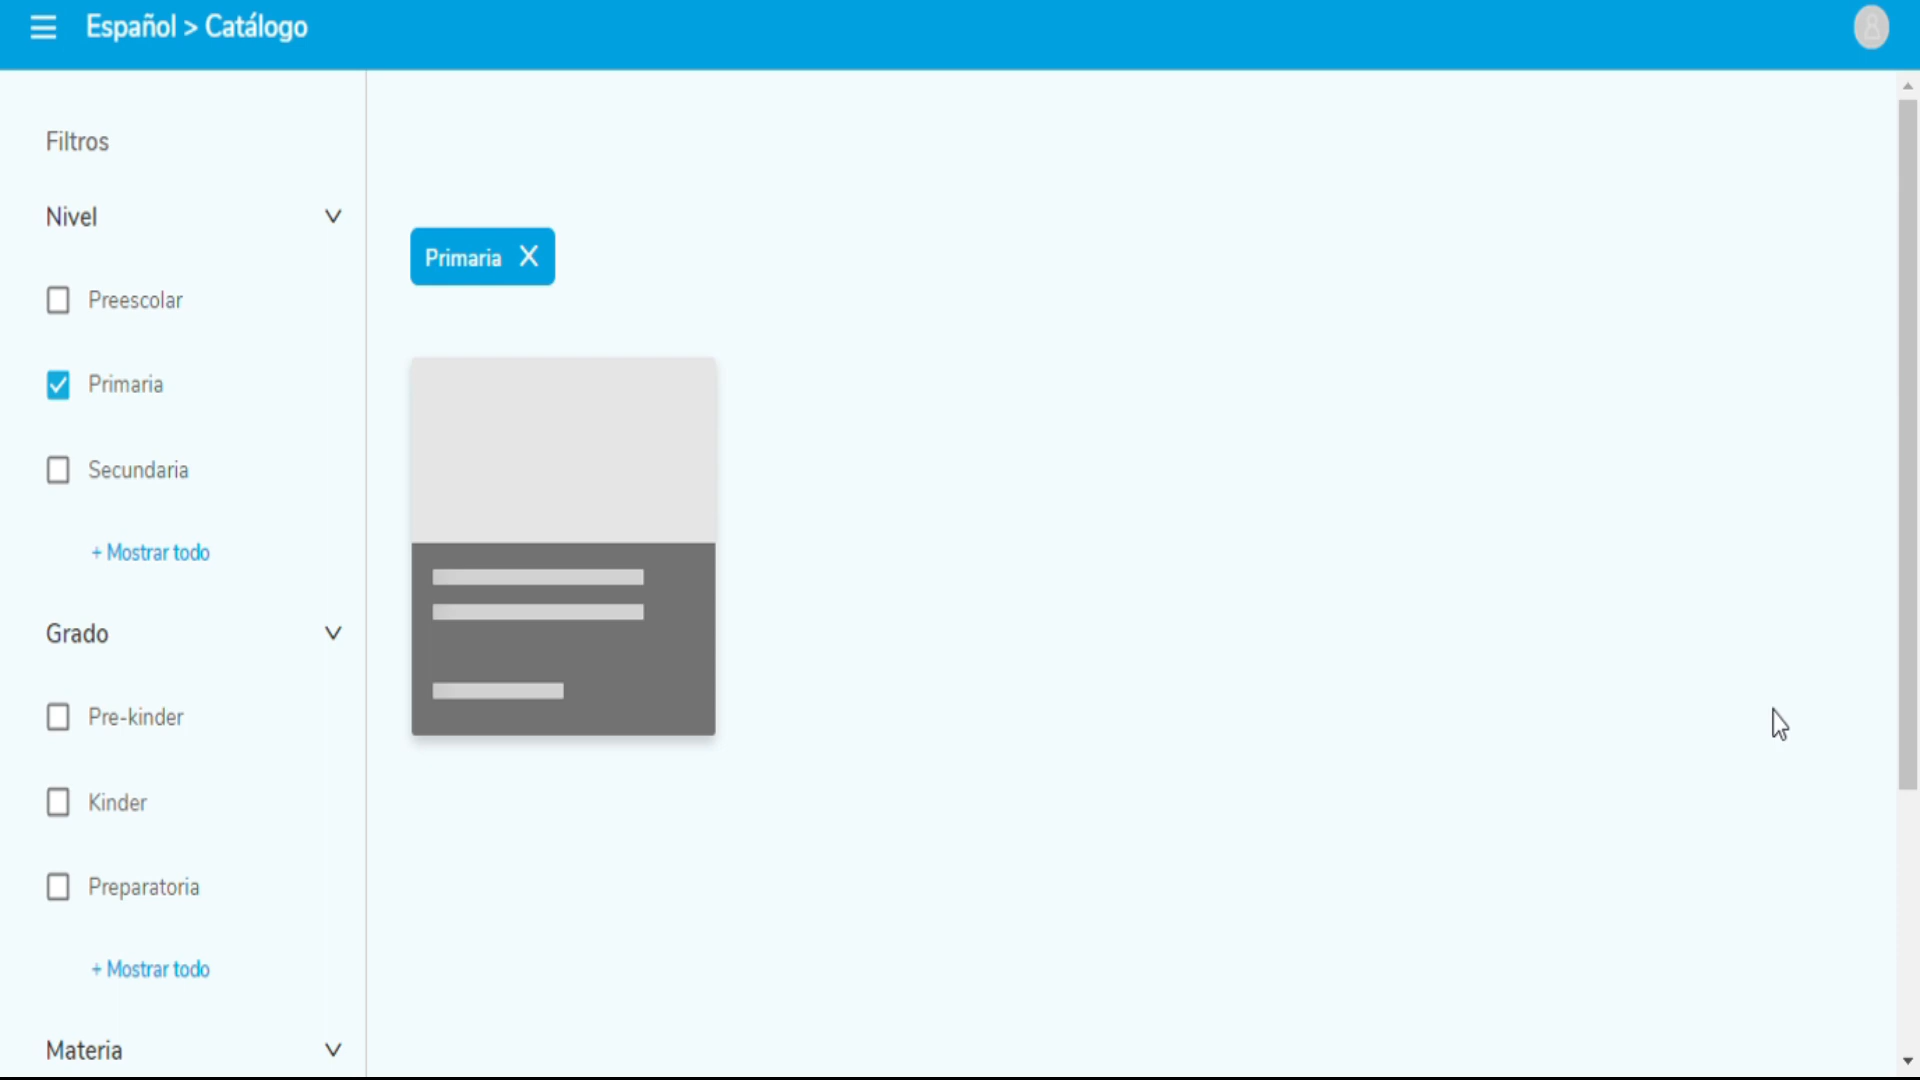 Español > Catálogo
Filtros
Nivel
Preescolar
Primaria
Secundaria
+ Mostrar todo
Grado
Pre-kinder
Kinder
Preparatoria
+ Mostrar todo
Materia
Primaria X